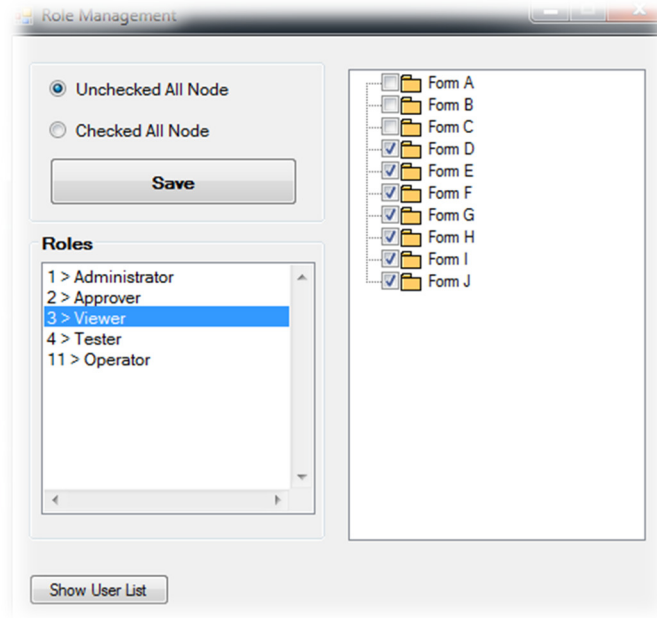 Role Management
Unchecked All Node
Checked All Node
Save
Roles
1 > Administrator
2 > Approver
3 > Viewer
4 > Tester
11 > Operator
Form A
Form B
Form C
Form D
Form E
Form F
Form G
Form H
Form I
Form J
Show User List